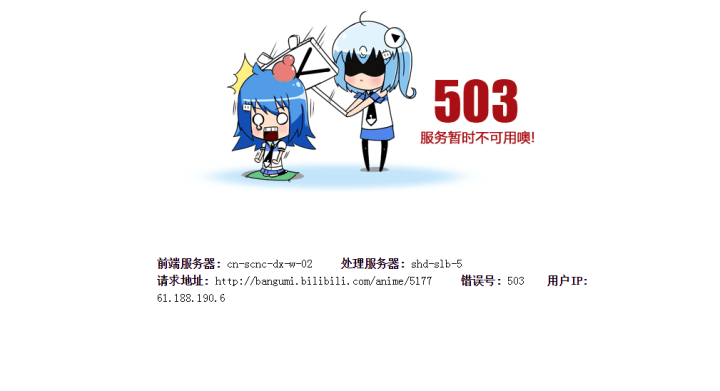 503
服务暂时不可用噢!
前端服务器: cn-scnc-dx-w-02 处理服务器: shd-slb-5
请求地址: http://bangumi.bilibili.com/anime/5177 错误号: 503 用户IP:
61.188.190.6